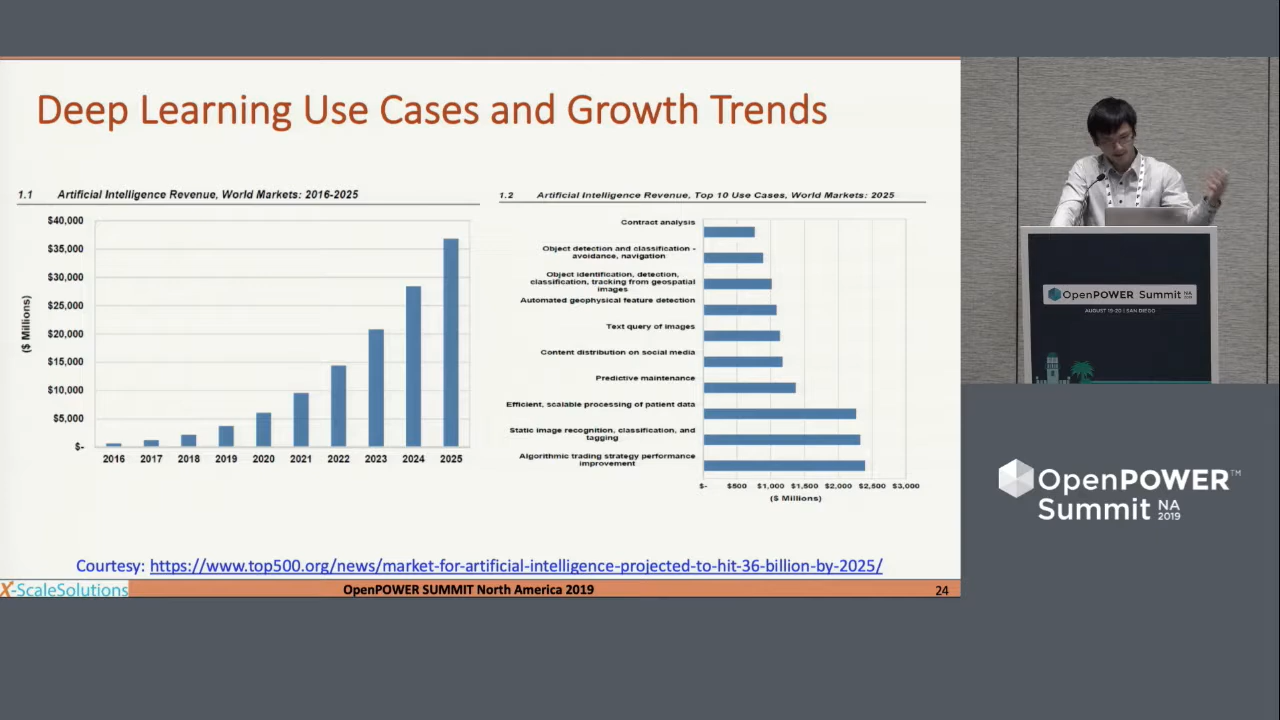 Deep Learning Use Cases and Growth Trends
1.1 Artificial Intelligence Revenue, World Markets: 2016-2025
$40,000
$35,000
$30,000
$25,000
$20,000
$15,000
$10,000
$5,000
$-
($ Millions)
2016 2017 2018 2019 2020 2021 2022 2023 2024 2025
1.2 Artificial Intelligence Revenue, Top 10 Use Cases, World Markets: 2025
Contract analysis
Object detection and classification -
avoidance, navigation
Object identification, detection,
classification, tracking from geospatial
images
Automated geophysical feature detection
Text query of images
Content distribution on social media
Predictive maintenance
Efficient, scalable processing of patient data
Static image recognition, classification, and
tagging
Algorithmic trading strategy performance
improvement
$- $500 $1,000 $1,500 $2,000 $2,500 $3,000
($ Millions)
Courtesy: https://www.top500.org/news/market-for-artificial-intelligence-projected-to-hit-36-billion-by-2025/
X-ScaleSolutions
OpenPOWER SUMMIT North America 2019
24
OpenPOWER Summit NA 2019
AUGUST 19-20 | SAN DIEGO
OpenPOWER™
Summit NA
2019